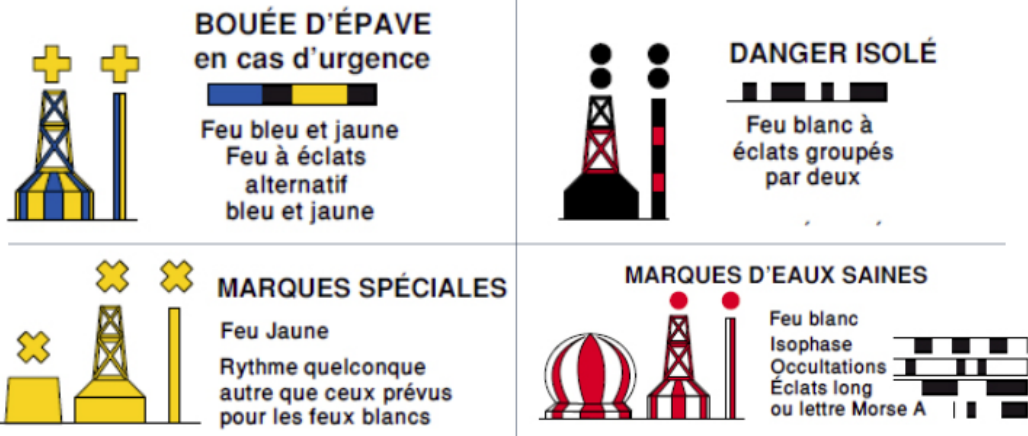 BOUÉE D'ÉPAVE
en cas d'urgence
Feu bleu et jaune
Feu à éclats
alternatif
bleu et jaune
DANGER ISOLÉ
Feu blanc à
éclats groupés
par deux
MARQUES SPÉCIALES
Feu Jaune
Rythme quelconque
autre que ceux prévus
pour les feux blancs
MARQUES D'EAUX SAINES
Feu blanc
Isophase
Occultations
Éclats long
ou lettre Morse A